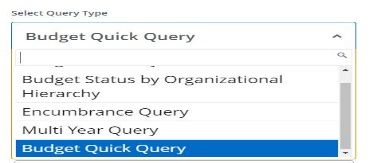 Select Query Type
Budget Quick Query
Budget Status by Organizational
Hierarchy
Encumbrance Query
Multi Year Query
Budget Quick Query